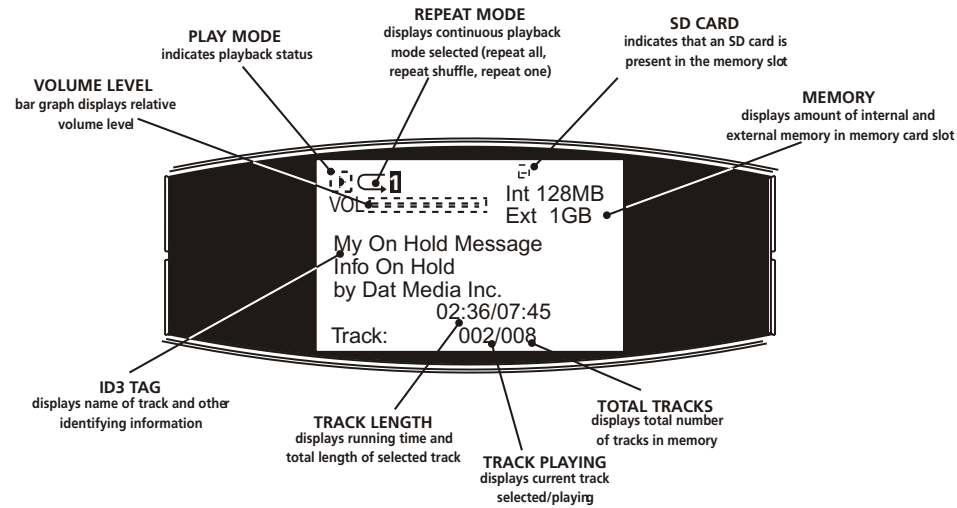 REPEAT MODE
displays continuous playback
mode selected (repeat all,
repeat shuffle, repeat one)
SD CARD
indicates that an SD card is
present in the memory slot
PLAY MODE
indicates playback status
VOLUME LEVEL
bar graph displays relative
volume level
MEMORY
displays amount of internal and
external memory in memory card slot
1
VOL
Int 128MB
Ext 1GB
My On Hold Message
Info On Hold
by Dat Media Inc.
02:36/07:45
Track: 002/008
ID3 TAG
displays name of track and other
identifying information
TRACK LENGTH
displays running time and
total length of selected track
TRACK PLAYING
displays current track
selected/playing
TOTAL TRACKS
displays total number
of tracks in memory